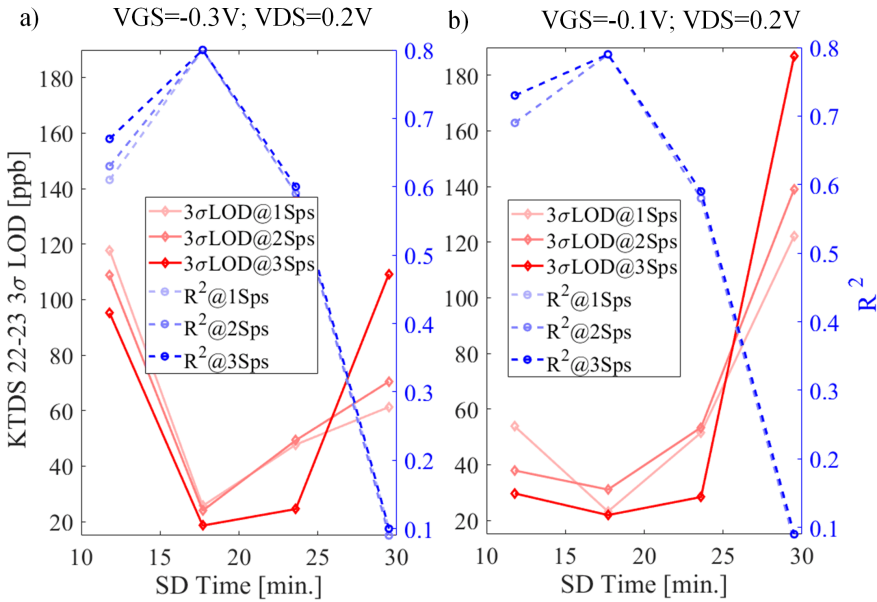 a)
VGS=-0.3V; VDS=0.2V
KTDS 22-23 3σ LOD [ppb]
180
160
140
120
100
80
60
40
20
0.8
0.7
0.6
0.5
0.4
0.3
0.2
0.1
3σLOD@1Sps
3σLOD@2Sps
3σLOD@3Sps
R²@1Sps
R²@2Sps
R²@3Sps
10
15
20
25
30
SD Time [min.]
b)
VGS=-0.1V; VDS=0.2V
180
160
140
120
100
80
60
40
20
0.8
0.7
0.6
0.5
0.4
0.3
0.2
0.1
R²
3σLOD@1Sps
3σLOD@2Sps
3σLOD@3Sps
R²@1Sps
R²@2Sps
R²@3Sps
10
15
20
25
30
SD Time [min.]